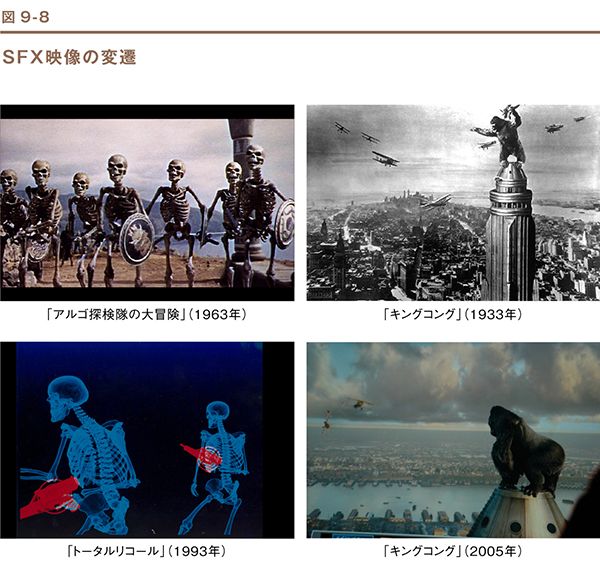 図 9-8
SFX映像の変遷
「アルゴ探検隊の大冒険」（1963年）
「キングコング」（1933年）
「トータルリコール」（1993年）
「キングコング」（2005年）